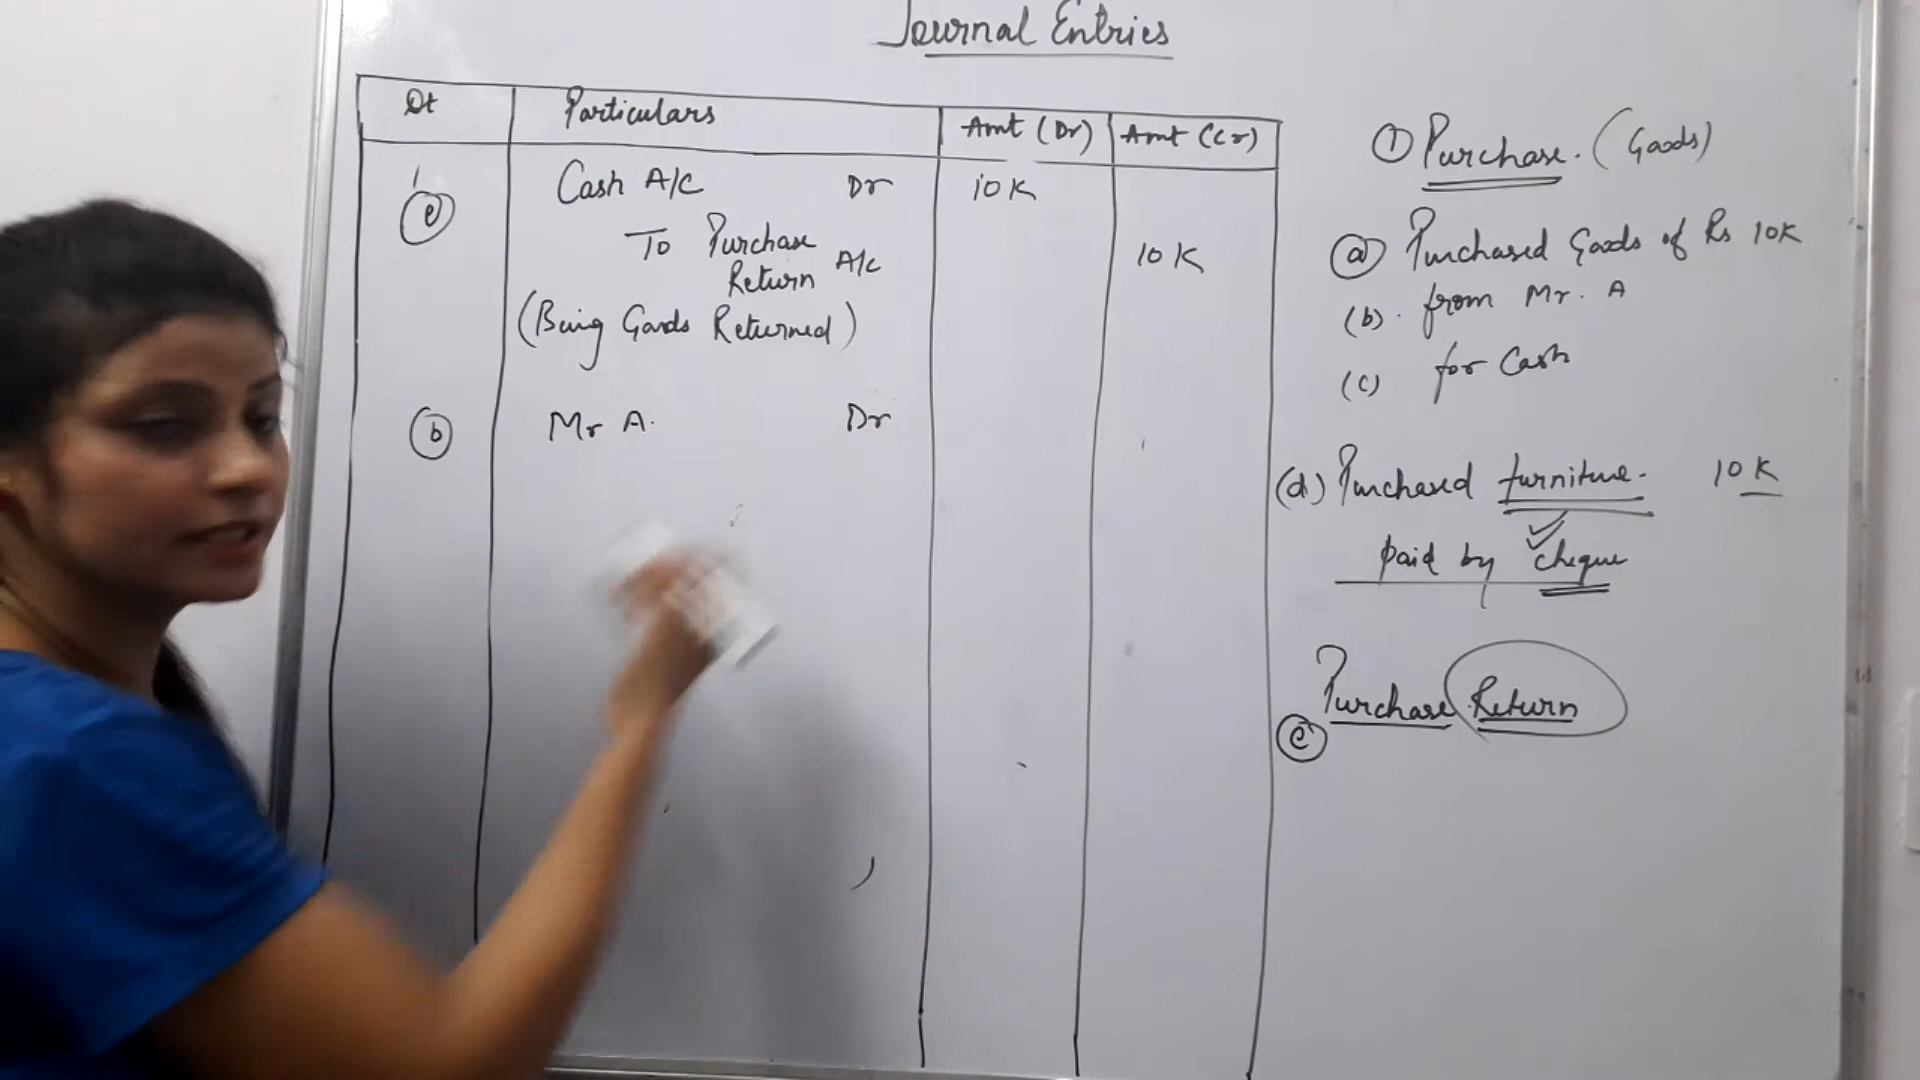 Journal Entries
Dt Particulars Amt (Dr) Amt (Cr)
(e) Cash A/C Dr 10K
To Purchase Return A/c 10K
(Being Goods Returned)
(b) Mr A. Dr
① Purchase. (Goods)
(a) Purchased Goods of Rs 10K
(b). from Mr. A
(c) for Cash
(d) Purchased furniture. 10K
paid by cheque
(e) Purchase Return